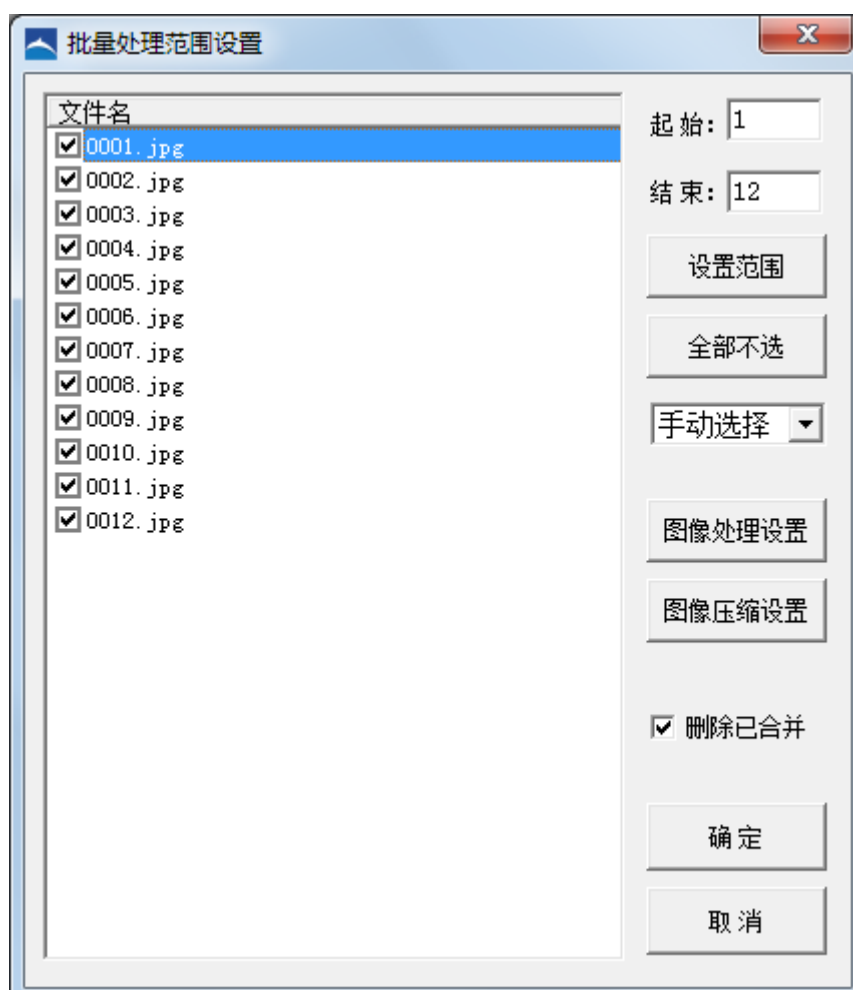 批量处理范围设置
文件名
0001.jpg
0002.jpg
0003.jpg
0004.jpg
0005.jpg
0006.jpg
0007.jpg
0008.jpg
0009.jpg
0010.jpg
0011.jpg
0012.jpg
起始：1
结束：12
设置范围
全部不选
手动选择
图像处理设置
图像压缩设置
删除已合并
确定
取消